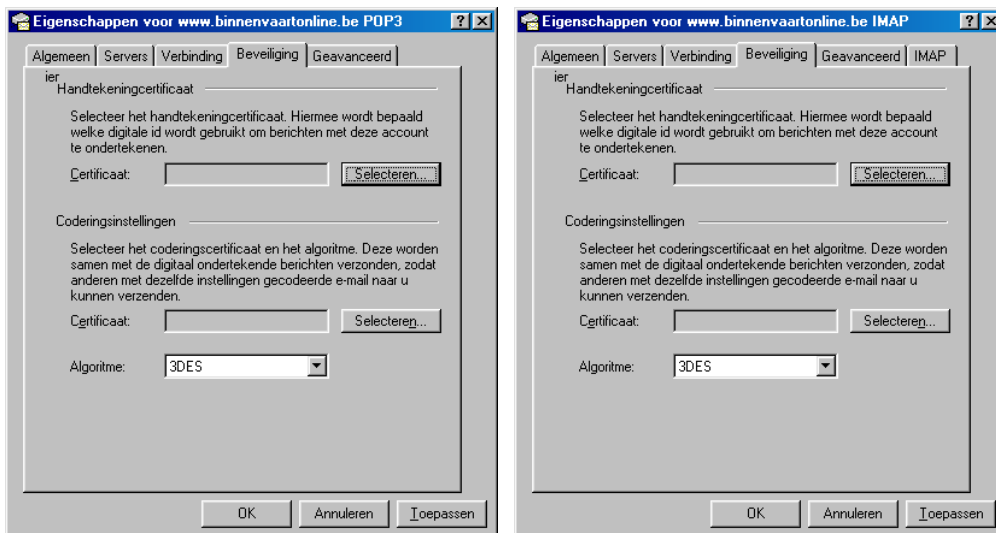 Eigenschappen voor www.binnenvaartonline.be POP3
Algemeen Servers Verbinding Beveiliging Geavanceerd
ier
Handtekeningcertificaat
Selecteer het handtekeningcertificaat. Hiermee wordt bepaald
welke digitale id wordt gebruikt om berichten met deze account
te ondertekenen.
Certificaat: Selecteren...
Coderingsinstellingen
Selecteer het coderingscertificaat en het algoritme. Deze worden
samen met de digitaal ondertekende berichten verzonden, zodat
anderen met dezelfde instellingen gecodeerde e-mail naar u
kunnen verzenden.
Certificaat: Selecteren...
Algoritme: 3DES
OK Annuleren Toepassen
Eigenschappen voor www.binnenvaartonline.be IMAP
Algemeen Servers Verbinding Beveiliging Geavanceerd IMAP
ier
Handtekeningcertificaat
Selecteer het handtekeningcertificaat. Hiermee wordt bepaald
welke digitale id wordt gebruikt om berichten met deze account
te ondertekenen.
Certificaat: Selecteren...
Coderingsinstellingen
Selecteer het coderingscertificaat en het algoritme. Deze worden
samen met de digitaal ondertekende berichten verzonden, zodat
anderen met dezelfde instellingen gecodeerde e-mail naar u
kunnen verzenden.
Certificaat: Selecteren...
Algoritme: 3DES
OK Annuleren Toepassen